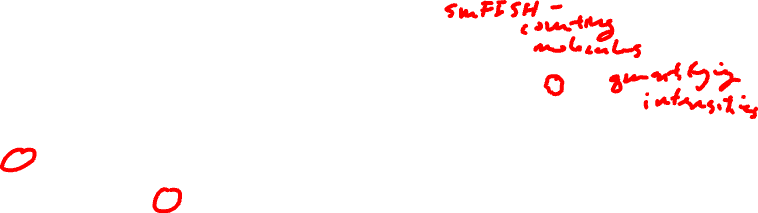 smFISH -
counting
molecules
quantifying
intensities